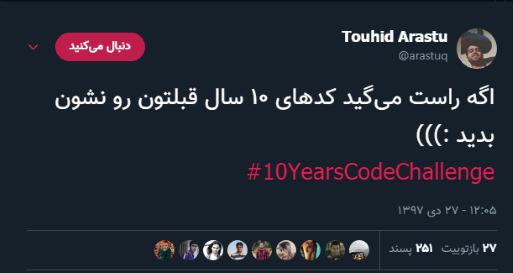 Touhid Arastu
@arastuq
دنبال می‌کنید
اگه راست می‌گید کدهای ۱۰ سال قبلتون رو نشون
بدید :)))
#10YearsCodeChallenge
۱۲:۰۵ - ۲۷ دی ۱۳۹۷
۲۷ بازتوییت ۲۵۱ پسند